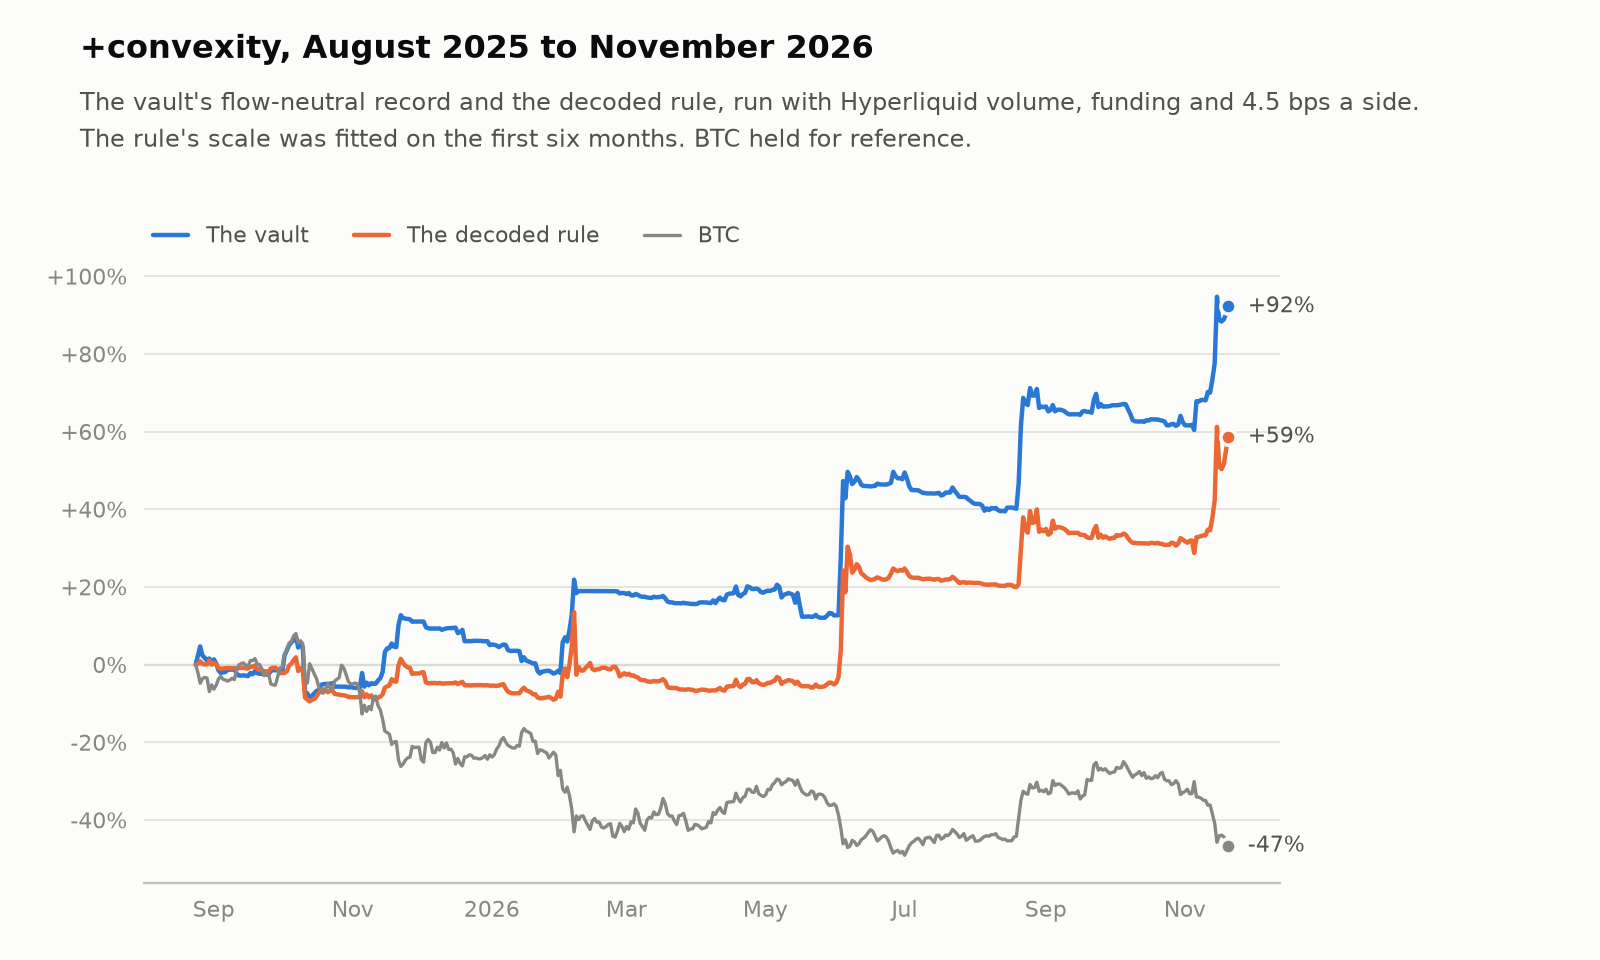 +convexity, August 2025 to November 2026
The vault's flow-neutral record and the decoded rule, run with Hyperliquid volume, funding and 4.5 bps a side.
The rule's scale was fitted on the first six months. BTC held for reference.
The vault The decoded rule BTC
+100%
+92%
+80%
+60%
+59%
+40%
+20%
0%
-20%
-40%
-47%
Sep Nov 2026 Mar May Jul Sep Nov